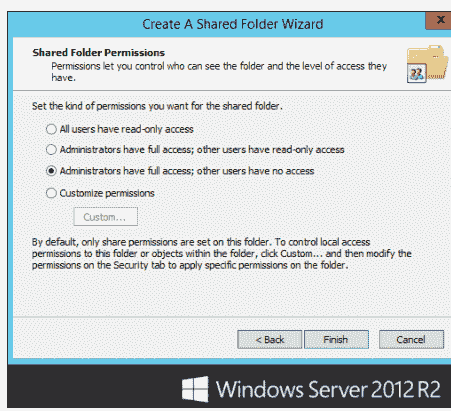 Create A Shared Folder Wizard
x
Shared Folder Permissions
Permissions let you control who can see the folder and the level of access they
have.
Set the kind of permissions you want for the shared folder.
All users have read-only access
Administrators have full access; other users have read-only access
Administrators have full access; other users have no access
Customize permissions
Custom...
By default, only share permissions are set on this folder. To control local access
permissions to this folder or objects within the folder, click Custom... and then modify the
permissions on the Security tab to apply specific permissions on the folder.
< Back Finish Cancel
Windows Server 2012 R2